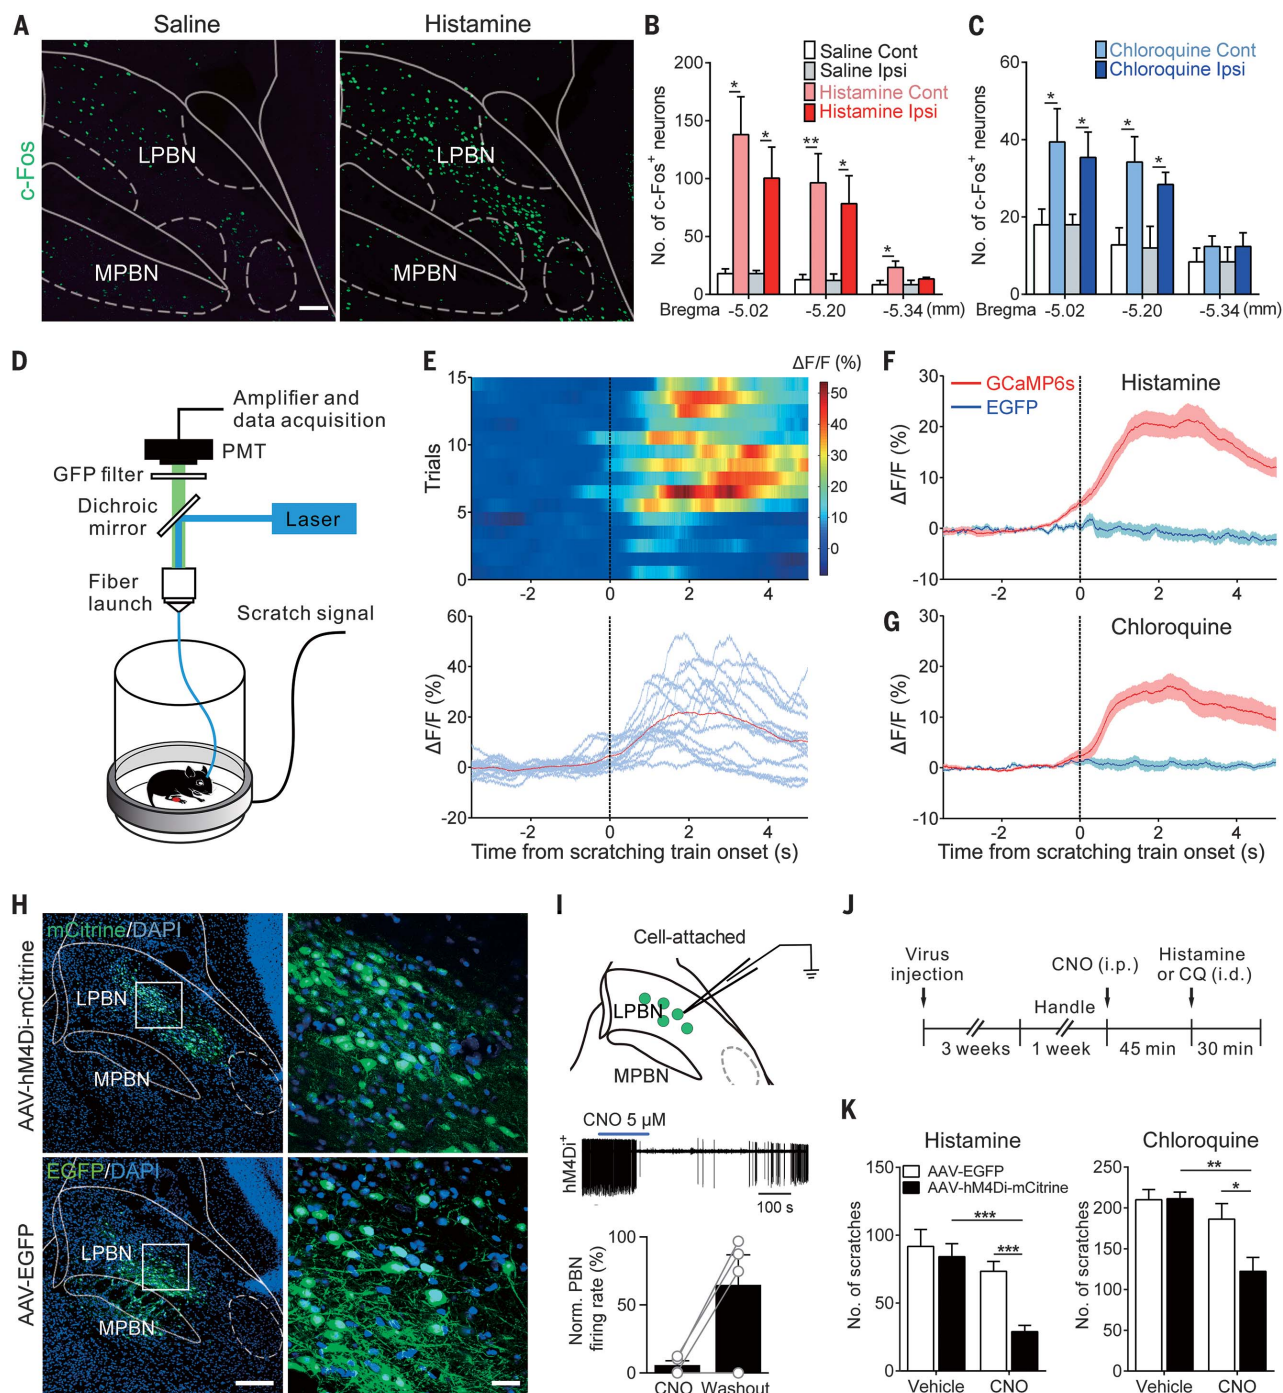 A
Saline
Histamine
c-Fos
LPBN
MPBN
LPBN
MPBN
B
Saline Cont
Saline Ipsi
Histamine Cont
Histamine Ipsi
No. of c-Fos+ neurons
200
150
100
50
0
*
*
**
*
*
Bregma
-5.02
-5.20
-5.34 (mm)
C
Chloroquine Cont
Chloroquine Ipsi
No. of c-Fos+ neurons
60
40
20
0
*
*
*
*
Bregma
-5.02
-5.20
-5.34 (mm)
D
Amplifier and
data acquisition
PMT
GFP filter
Dichroic
mirror
Laser
Fiber
launch
Scratch signal
E
ΔF/F (%)
50
40
30
20
10
0
Trials
15
10
5
0
-2
0
2
4
ΔF/F (%)
60
40
20
0
-20
-2
0
2
4
Time from scratching train onset (s)
F
GCaMP6s
EGFP
Histamine
ΔF/F (%)
30
20
10
0
-10
-2
0
2
4
G
Chloroquine
ΔF/F (%)
30
20
10
0
-10
-2
0
2
4
Time from scratching train onset (s)
H
AAV-hM4Di-mCitrine
mCitrine/DAPI
LPBN
MPBN
AAV-EGFP
EGFP/DAPI
LPBN
MPBN
I
Cell-attached
LPBN
MPBN
CNO 5 µM
hM4Di+
100 s
Norm. PBN
firing rate (%)
100
50
0
CNO
Washout
J
Virus
injection
CNO (i.p.)
Histamine
or CQ (i.d.)
Handle
3 weeks
1 week
45 min
30 min
K
Histamine
AAV-EGFP
AAV-hM4Di-mCitrine
No. of scratches
150
100
50
0
***
***
Vehicle
CNO
Chloroquine
No. of scratches
250
200
150
100
50
0
**
*
Vehicle
CNO